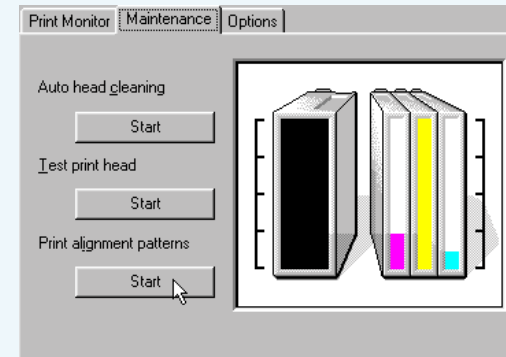 Print Monitor Maintenance Options
Auto head cleaning
Start
Test print head
Start
Print alignment patterns
Start